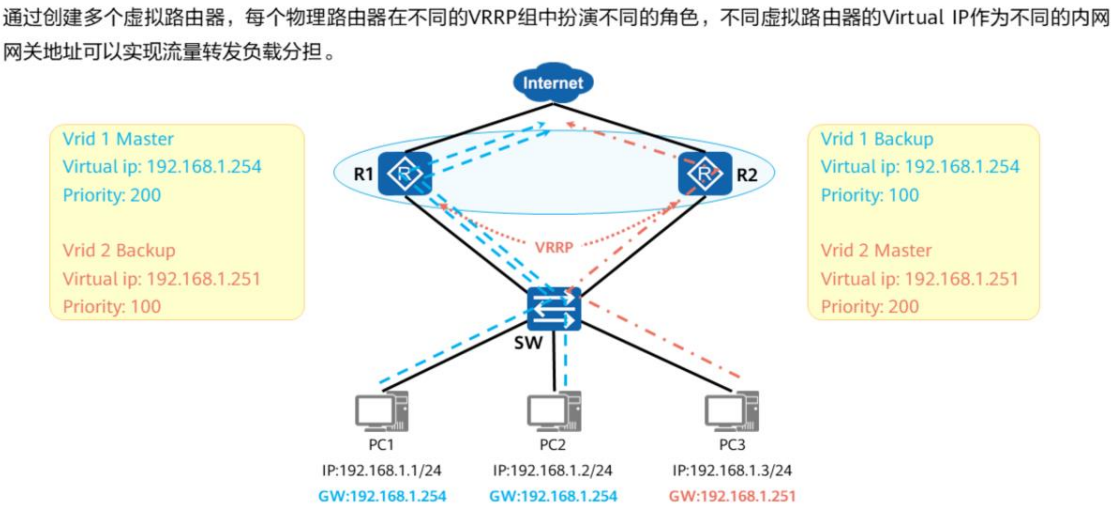 通过创建多个虚拟路由器，每个物理路由器在不同的VRRP组中扮演不同的角色，不同虚拟路由器的Virtual IP作为不同的内网
网关地址可以实现流量转发负载分担。
Internet
Vrid 1 Master
Virtual ip: 192.168.1.254
Priority: 200
Vrid 2 Backup
Virtual ip: 192.168.1.251
Priority: 100
R1
R
R
R2
Vrid 1 Backup
Virtual ip: 192.168.1.254
Priority: 100
Vrid 2 Master
Virtual ip: 192.168.1.251
Priority: 200
VRRP
SW
PC1
IP:192.168.1.1/24
GW:192.168.1.254
PC2
IP:192.168.1.2/24
GW:192.168.1.254
PC3
IP:192.168.1.3/24
GW:192.168.1.251